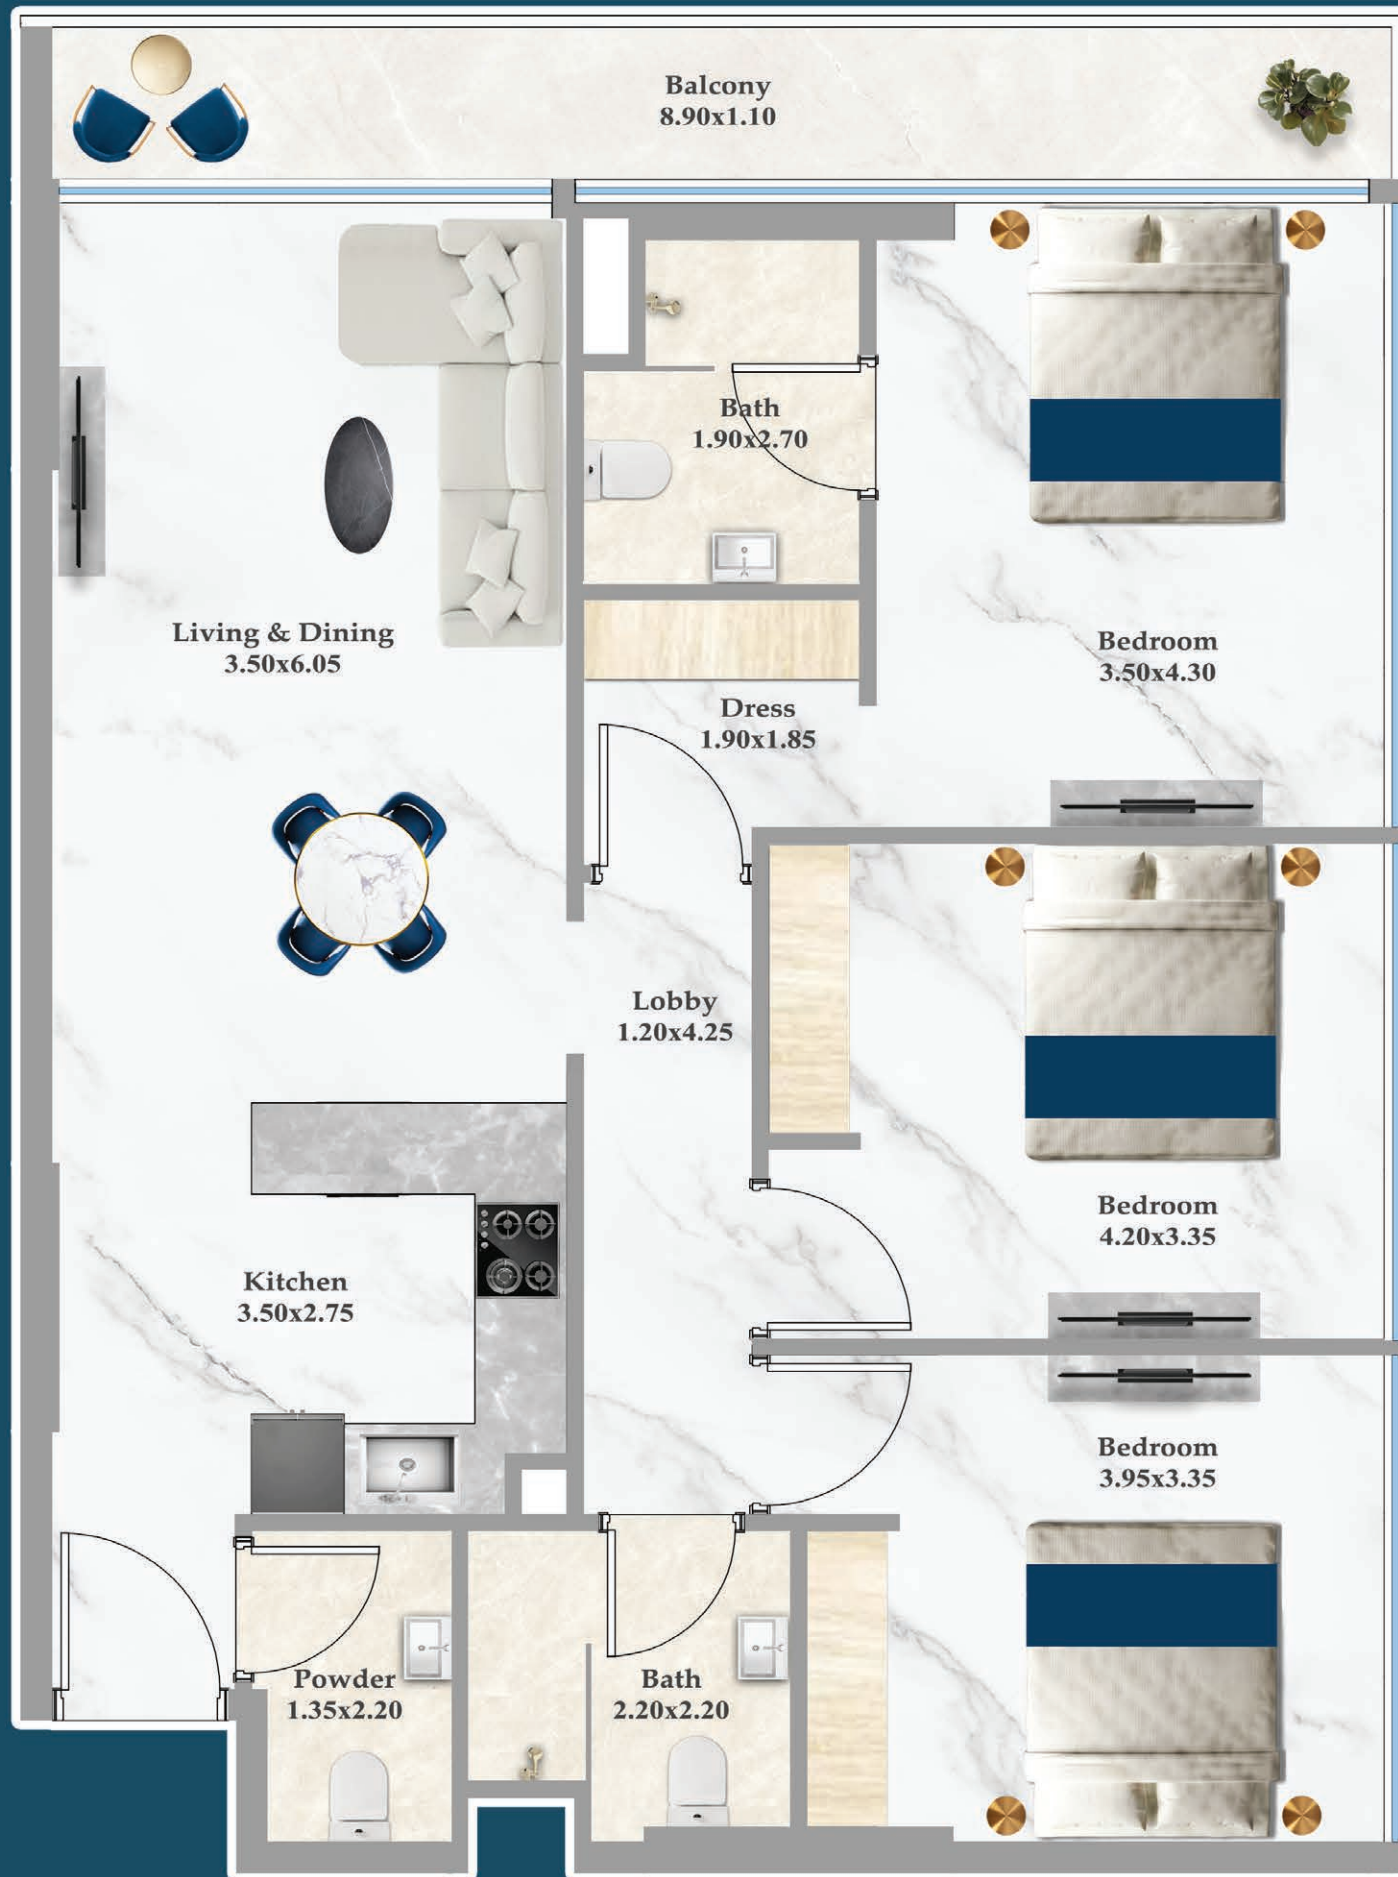 Balcony
8.90x1.10
Bath
1.90x2.70
Living & Dining
3.50x6.05
Bedroom
3.50x4.30
Dress
1.90x1.85
Lobby
1.20x4.25
Bedroom
4.20x3.35
Kitchen
3.50x2.75
Bedroom
3.95x3.35
Powder
1.35x2.20
Bath
2.20x2.20